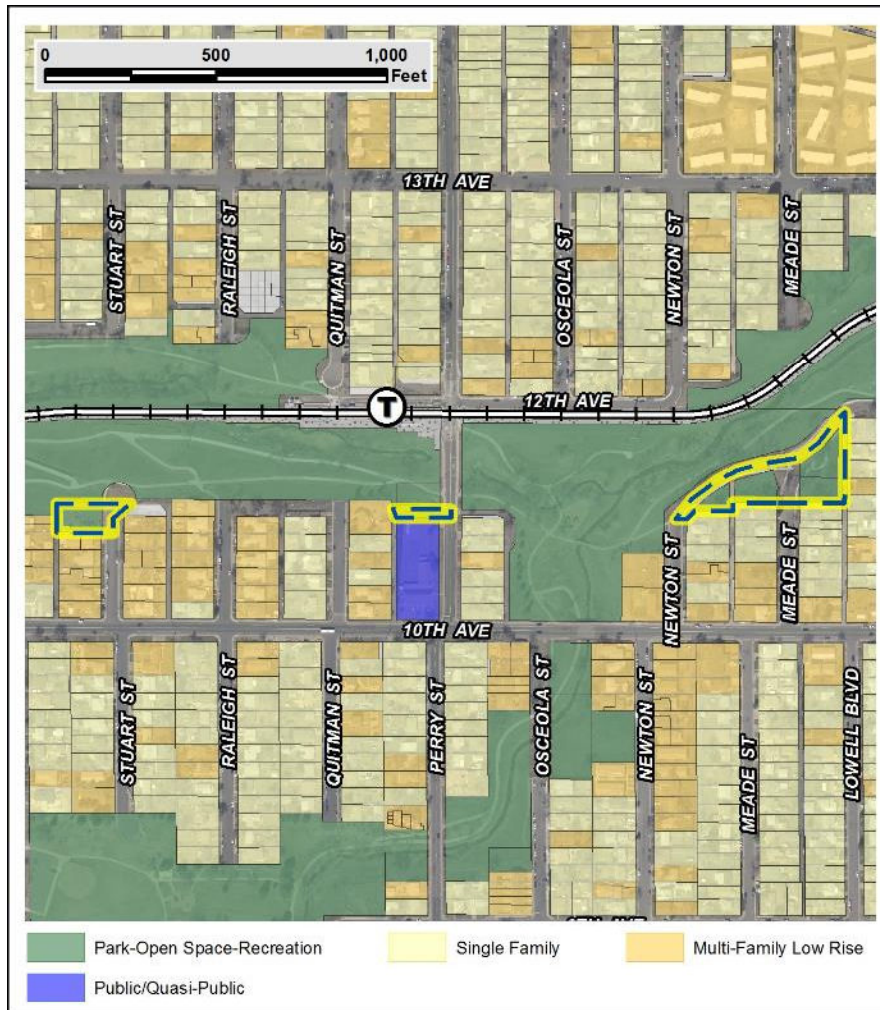 0 500 1,000
Feet
13TH AVE
STUART ST
RALEIGH ST
QUITMAN ST
OSCEOLA ST
NEWTON ST
MEADE ST
T
12TH AVE
NEWTON ST
MEADE ST
10TH AVE
STUART ST
RALEIGH ST
QUITMAN ST
PERRY ST
OSCEOLA ST
NEWTON ST
MEADE ST
LOWELL BLVD
Park-Open Space-Recreation
Single Family
Multi-Family Low Rise
Public/Quasi-Public